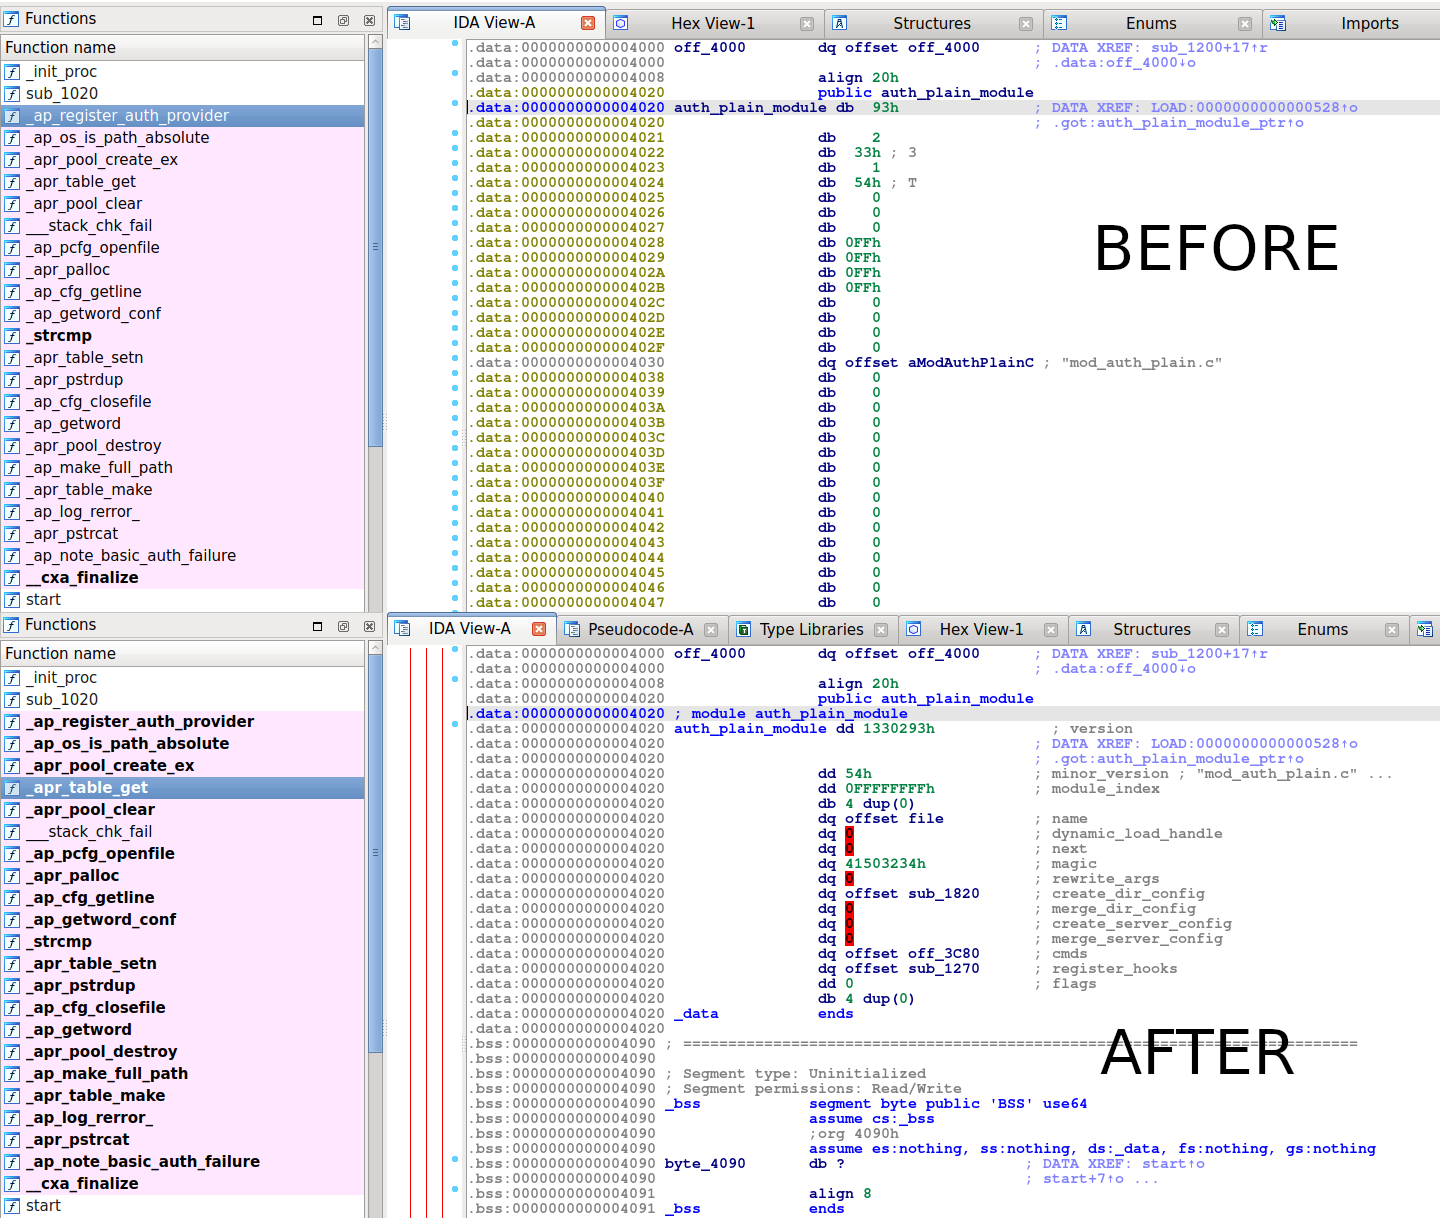 Functions
Function name
_init_proc
sub_1020
_ap_register_auth_provider
_ap_os_is_path_absolute
_apr_pool_create_ex
_apr_table_get
_apr_pool_clear
___stack_chk_fail
_ap_pcfg_openfile
_apr_palloc
_ap_cfg_getline
_ap_getword_conf
_strcmp
_apr_table_setn
_apr_pstrdup
_ap_cfg_closefile
_ap_getword
_apr_pool_destroy
_ap_make_full_path
_apr_table_make
_ap_log_rerror_
_apr_pstrcat
_ap_note_basic_auth_failure
__cxa_finalize
start
IDA View-A Hex View-1 Structures Enums Imports
.data:0000000000004000 off_4000 dq offset off_4000 ; DATA XREF: sub_1200+17↑r
.data:0000000000004000 ; .data:off_4000↓o
.data:0000000000004008 align 20h
.data:0000000000004020 public auth_plain_module
.data:0000000000004020 auth_plain_module db 93h ; DATA XREF: LOAD:0000000000000528↑o
.data:0000000000004020 ; .got:auth_plain_module_ptr↑o
.data:0000000000004021 db 2
.data:0000000000004022 db 33h ; 3
.data:0000000000004023 db 1
.data:0000000000004024 db 54h ; T
.data:0000000000004025 db 0
.data:0000000000004026 db 0
.data:0000000000004027 db 0
.data:0000000000004028 db 0FFh
.data:0000000000004029 db 0FFh
.data:000000000000402A db 0FFh
.data:000000000000402B db 0FFh
.data:000000000000402C db 0
.data:000000000000402D db 0
.data:000000000000402E db 0
.data:000000000000402F db 0
.data:0000000000004030 dq offset aModAuthPlainC ; "mod_auth_plain.c"
.data:0000000000004038 db 0
.data:0000000000004039 db 0
.data:000000000000403A db 0
.data:000000000000403B db 0
.data:000000000000403C db 0
.data:000000000000403D db 0
.data:000000000000403E db 0
.data:000000000000403F db 0
.data:0000000000004040 db 0
.data:0000000000004041 db 0
.data:0000000000004042 db 0
.data:0000000000004043 db 0
.data:0000000000004044 db 0
.data:0000000000004045 db 0
.data:0000000000004046 db 0
.data:0000000000004047 db 0
BEFORE
Functions
Function name
_init_proc
sub_1020
_ap_register_auth_provider
_ap_os_is_path_absolute
_apr_pool_create_ex
_apr_table_get
_apr_pool_clear
___stack_chk_fail
_ap_pcfg_openfile
_apr_palloc
_ap_cfg_getline
_ap_getword_conf
_strcmp
_apr_table_setn
_apr_pstrdup
_ap_cfg_closefile
_ap_getword
_apr_pool_destroy
_ap_make_full_path
_apr_table_make
_ap_log_rerror_
_apr_pstrcat
_ap_note_basic_auth_failure
__cxa_finalize
start
IDA View-A Pseudocode-A Type Libraries Hex View-1 Structures Enums
.data:0000000000004000 off_4000 dq offset off_4000 ; DATA XREF: sub_1200+17↑r
.data:0000000000004000 ; .data:off_4000↓o
.data:0000000000004008 align 20h
.data:0000000000004020 public auth_plain_module
.data:0000000000004020 ; module auth_plain_module
.data:0000000000004020 auth_plain_module dd 1330293h ; version
.data:0000000000004020 ; DATA XREF: LOAD:0000000000000528↑o
.data:0000000000004020 ; .got:auth_plain_module_ptr↑o
.data:0000000000004020 dd 54h ; minor_version ; "mod_auth_plain.c" ...
.data:0000000000004020 dd 0FFFFFFFFh ; module_index
.data:0000000000004020 db 4 dup(0)
.data:0000000000004020 dq offset file ; name
.data:0000000000004020 dq 0 ; dynamic_load_handle
.data:0000000000004020 dq 0 ; next
.data:0000000000004020 dq 41503234h ; magic
.data:0000000000004020 dq 0 ; rewrite_args
.data:0000000000004020 dq offset sub_1820 ; create_dir_config
.data:0000000000004020 dq 0 ; merge_dir_config
.data:0000000000004020 dq 0 ; create_server_config
.data:0000000000004020 dq 0 ; merge_server_config
.data:0000000000004020 dq offset off_3C80 ; cmds
.data:0000000000004020 dq offset sub_1270 ; register_hooks
.data:0000000000004020 dd 0 ; flags
.data:0000000000004020 db 4 dup(0)
.data:0000000000004020 _data ends
.data:0000000000004020
.bss:0000000000004090 ; ===========================================================================
.bss:0000000000004090
.bss:0000000000004090 ; Segment type: Uninitialized
.bss:0000000000004090 ; Segment permissions: Read/Write
.bss:0000000000004090 _bss segment byte public 'BSS' use64
.bss:0000000000004090 assume cs:_bss
.bss:0000000000004090 ;org 4090h
.bss:0000000000004090 assume es:nothing, ss:nothing, ds:_data, fs:nothing, gs:nothing
.bss:0000000000004090 byte_4090 db ? ; DATA XREF: start↑o
.bss:0000000000004090 ; start+7↑o ...
.bss:0000000000004091 align 8
.bss:0000000000004091 _bss ends
AFTER